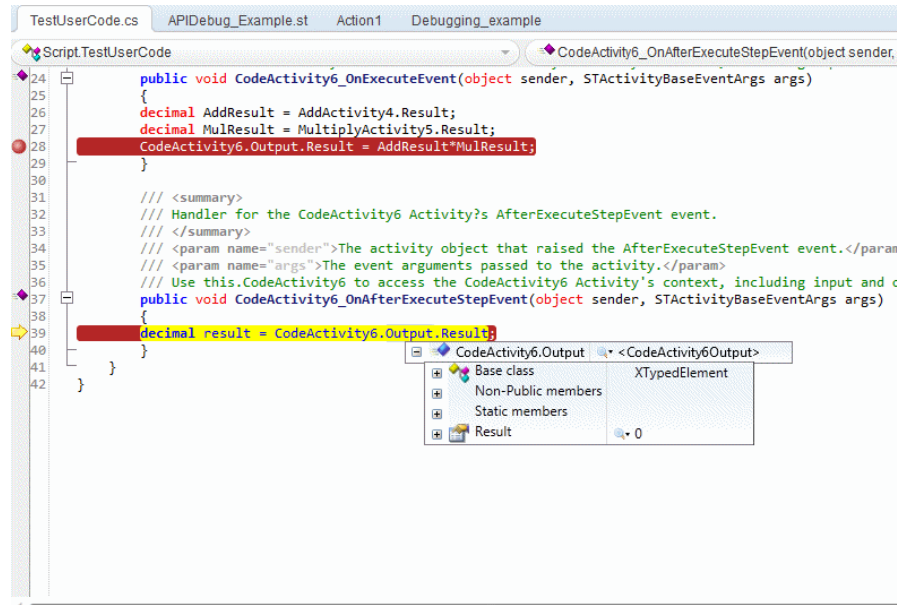 TestUserCode.cs APIDebug_Example.st Action1 Debugging_example
Script.TestUserCode CodeActivity6_OnAfterExecuteStepEvent(object sender,
24 public void CodeActivity6_OnExecuteEvent(object sender, STActivityBaseEventArgs args)
25 {
26 decimal AddResult = AddActivity4.Result;
27 decimal MulResult = MultiplyActivity5.Result;
28 CodeActivity6.Output.Result = AddResult*MulResult;
29 }
30
31 /// <summary>
32 /// Handler for the CodeActivity6 Activity?s AfterExecuteStepEvent event.
33 /// </summary>
34 /// <param name="sender">The activity object that raised the AfterExecuteStepEvent event.</param
35 /// <param name="args">The event arguments passed to the activity.</param>
36 /// Use this.CodeActivity6 to access the CodeActivity6 Activity's context, including input and o
37 public void CodeActivity6_OnAfterExecuteStepEvent(object sender, STActivityBaseEventArgs args)
38 {
39 decimal result = CodeActivity6.Output.Result;
40 }
41 }
42 }
CodeActivity6.Output <CodeActivity6Output>
Base class XTypedElement
Non-Public members
Static members
Result 0